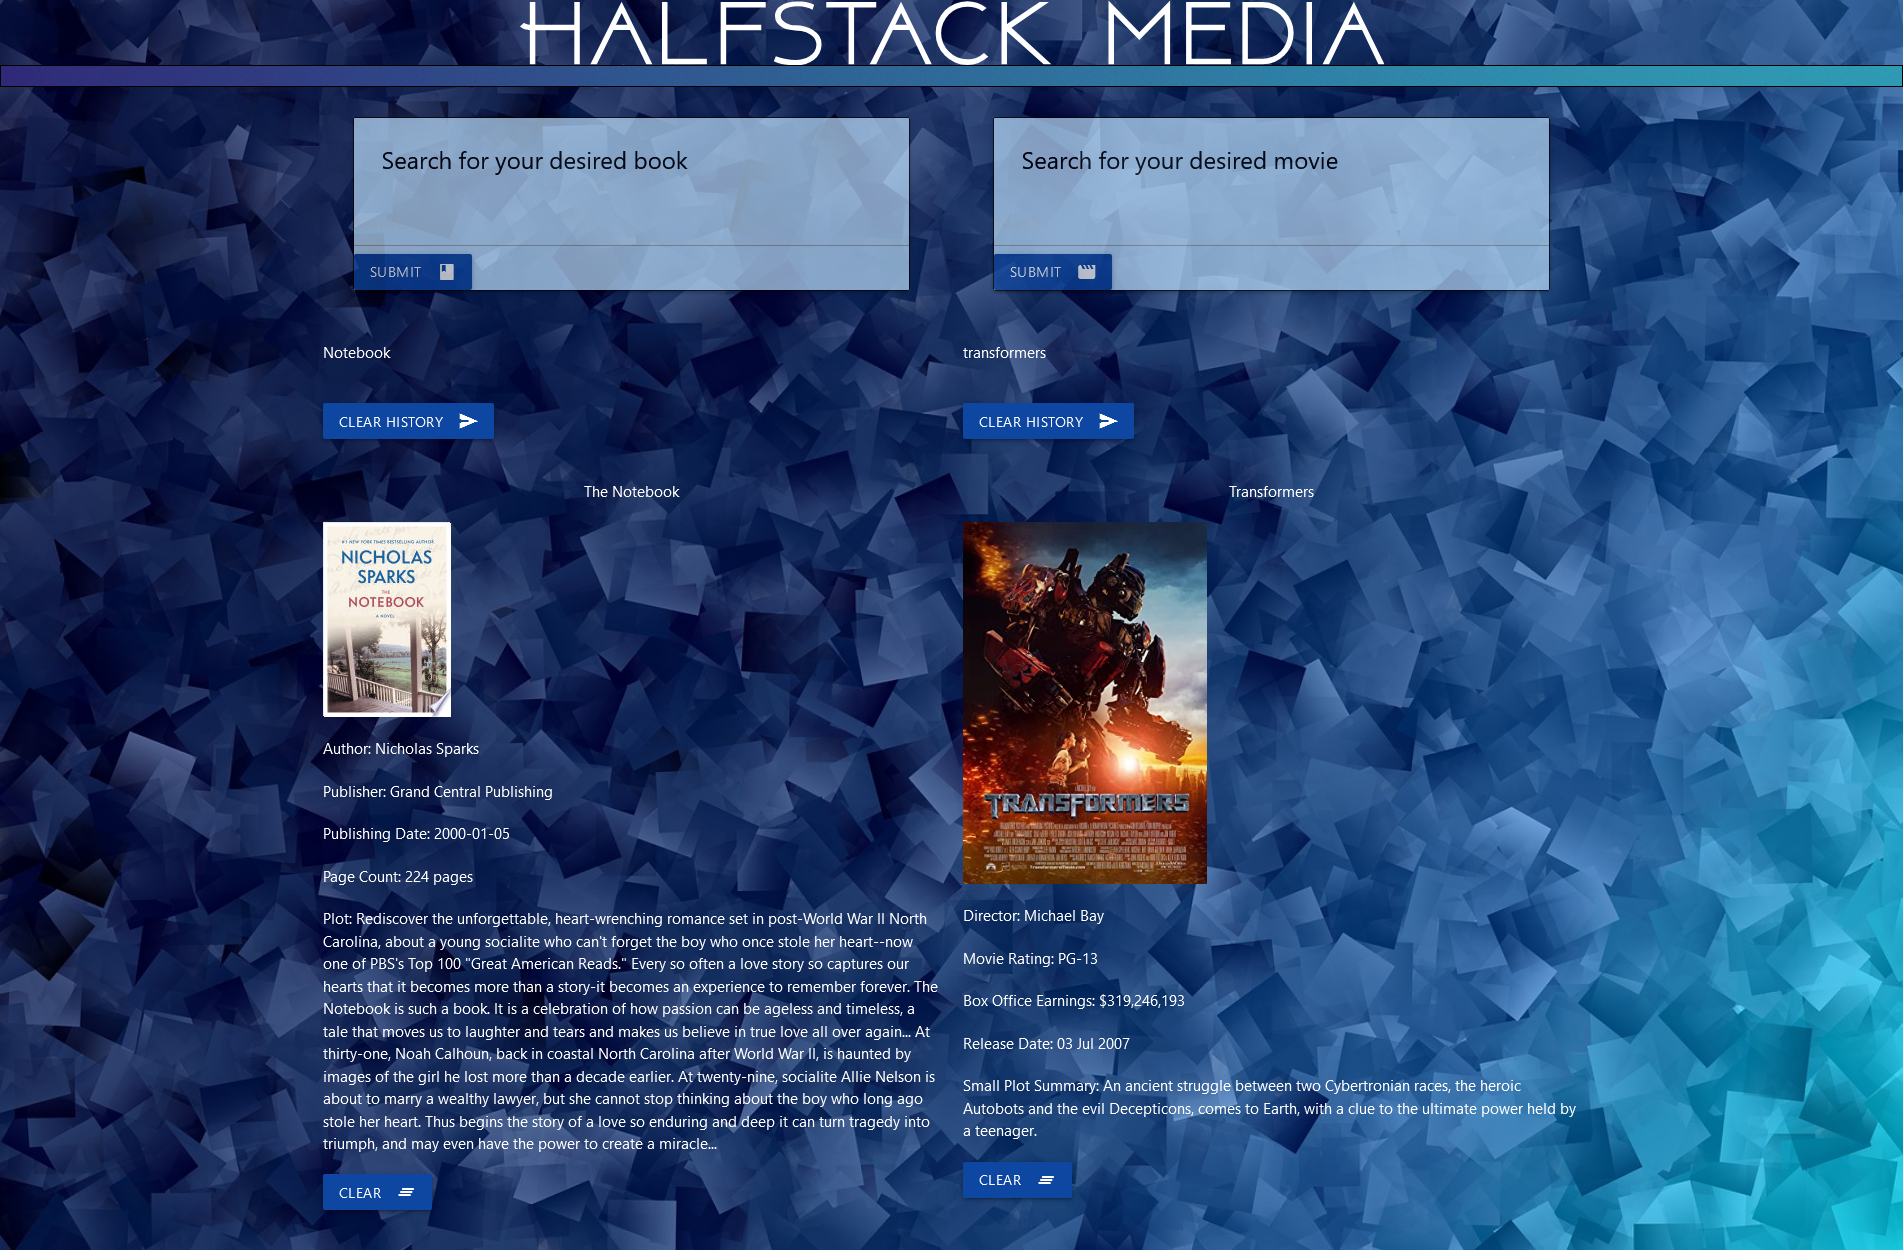 HALFSTACK MEDIA
Search for your desired book
SUBMIT
Search for your desired movie
SUBMIT
Notebook
CLEAR HISTORY
transformers
CLEAR HISTORY
The Notebook
#1 NEW YORK TIMES BESTSELLING AUTHOR
NICHOLAS
SPARKS
THE
NOTEBOOK
A NOVEL
Author: Nicholas Sparks
Publisher: Grand Central Publishing
Publishing Date: 2000-01-05
Page Count: 224 pages
Plot: Rediscover the unforgettable, heart-wrenching romance set in post-World War II North
Carolina, about a young socialite who can't forget the boy who once stole her heart--now
one of PBS's Top 100 "Great American Reads." Every so often a love story so captures our
hearts that it becomes more than a story-it becomes an experience to remember forever. The
Notebook is such a book. It is a celebration of how passion can be ageless and timeless, a
tale that moves us to laughter and tears and makes us believe in true love all over again... At
thirty-one, Noah Calhoun, back in coastal North Carolina after World War II, is haunted by
images of the girl he lost more than a decade earlier. At twenty-nine, socialite Allie Nelson is
about to marry a wealthy lawyer, but she cannot stop thinking about the boy who long ago
stole her heart. Thus begins the story of a love so enduring and deep it can turn tragedy into
triumph, and may even have the power to create a miracle...
CLEAR
Transformers
TRANSFORMERS
Director: Michael Bay
Movie Rating: PG-13
Box Office Earnings: $319,246,193
Release Date: 03 Jul 2007
Small Plot Summary: An ancient struggle between two Cybertronian races, the heroic
Autobots and the evil Decepticons, comes to Earth, with a clue to the ultimate power held by
a teenager.
CLEAR